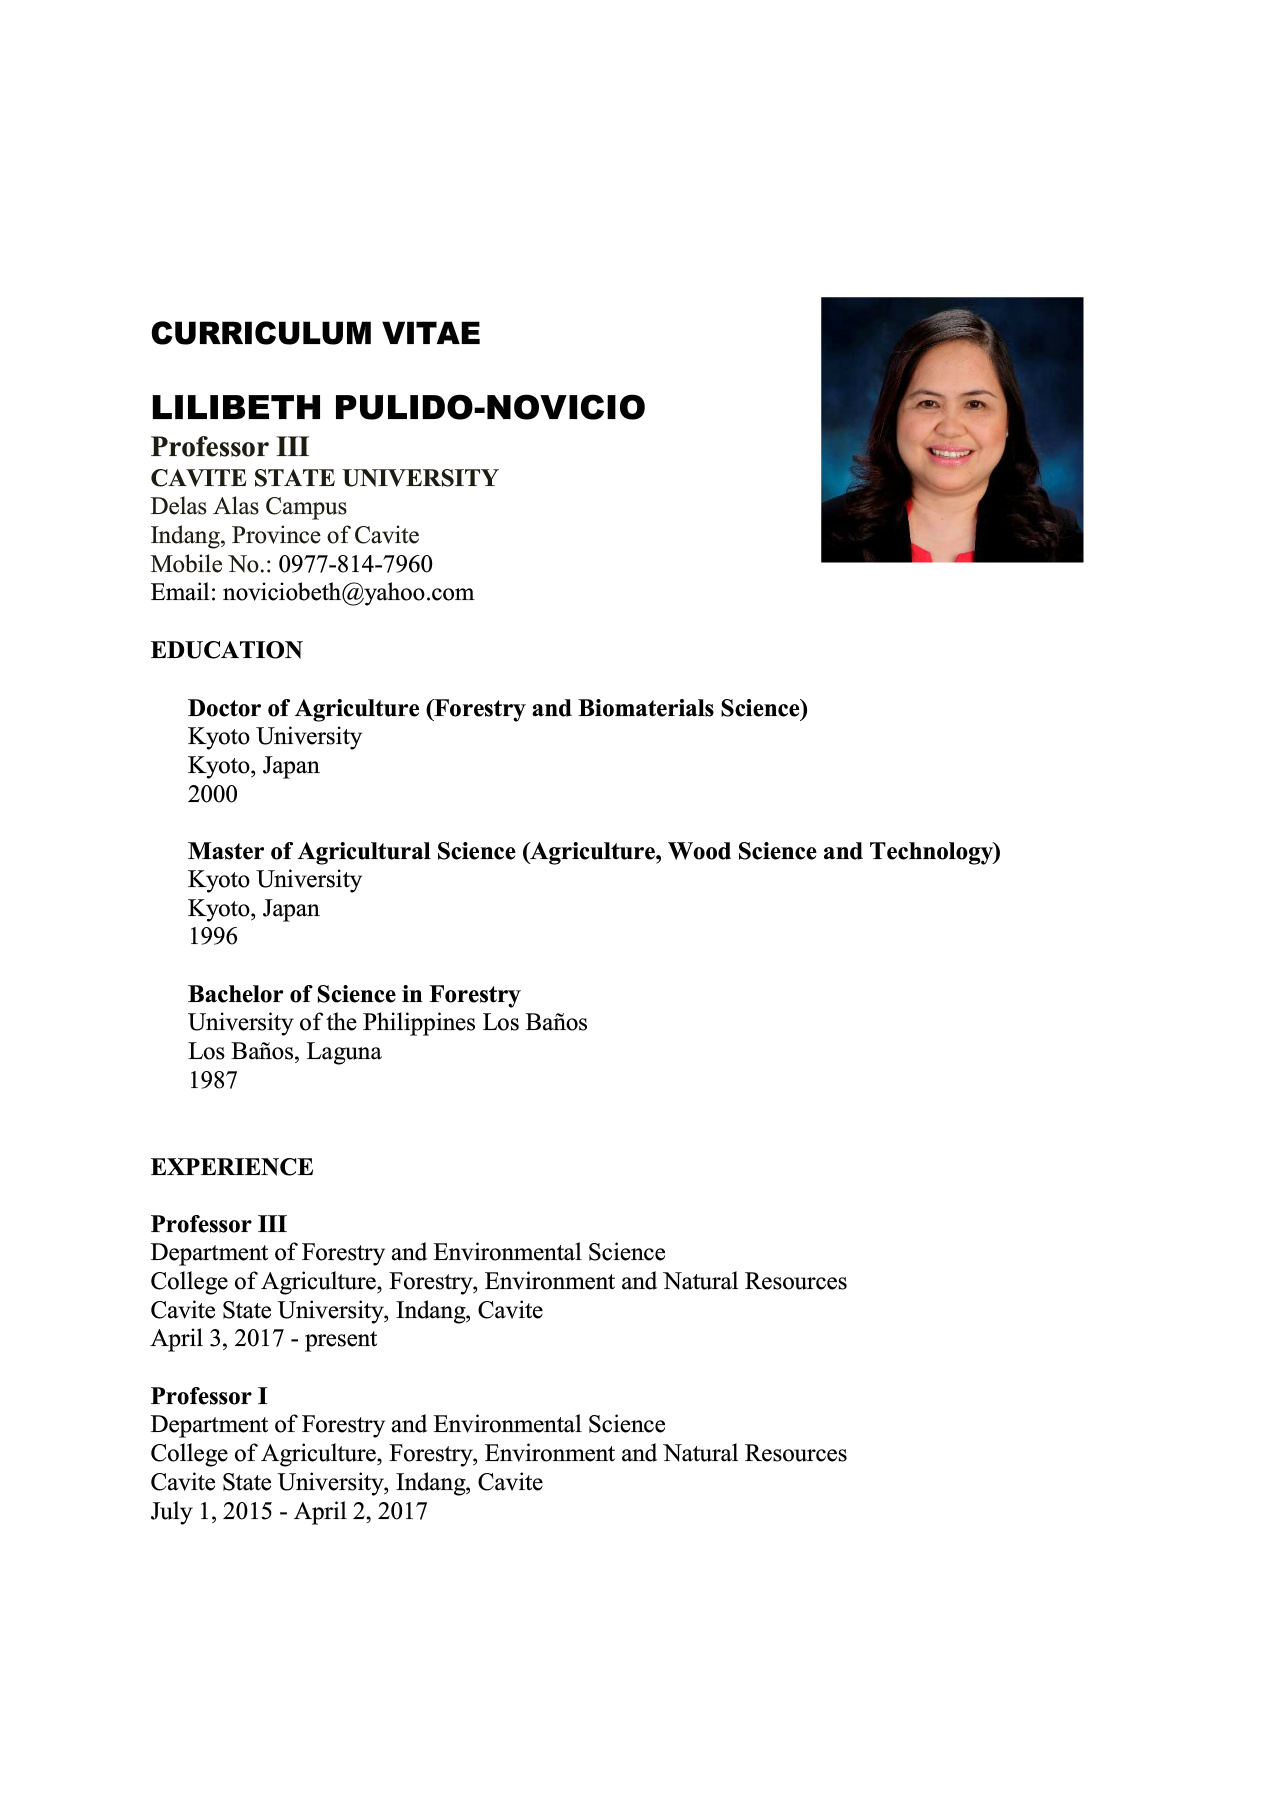 CURRICULUM VITAE
LILIBETH PULIDO-NOVICIO
Professor III
CAVITE STATE UNIVERSITY
Delas Alas Campus
Indang, Province of Cavite
Mobile No.: 0977-814-7960
Email: noviciobeth@yahoo.com
EDUCATION
Doctor of Agriculture (Forestry and Biomaterials Science)
Kyoto University
Kyoto, Japan
2000
Master of Agricultural Science (Agriculture, Wood Science and Technology)
Kyoto University
Kyoto, Japan
1996
Bachelor of Science in Forestry
University of the Philippines Los Baños
Los Baños, Laguna
1987
EXPERIENCE
Professor III
Department of Forestry and Environmental Science
College of Agriculture, Forestry, Environment and Natural Resources
Cavite State University, Indang, Cavite
April 3, 2017 - present
Professor I
Department of Forestry and Environmental Science
College of Agriculture, Forestry, Environment and Natural Resources
Cavite State University, Indang, Cavite
July 1, 2015 - April 2, 2017